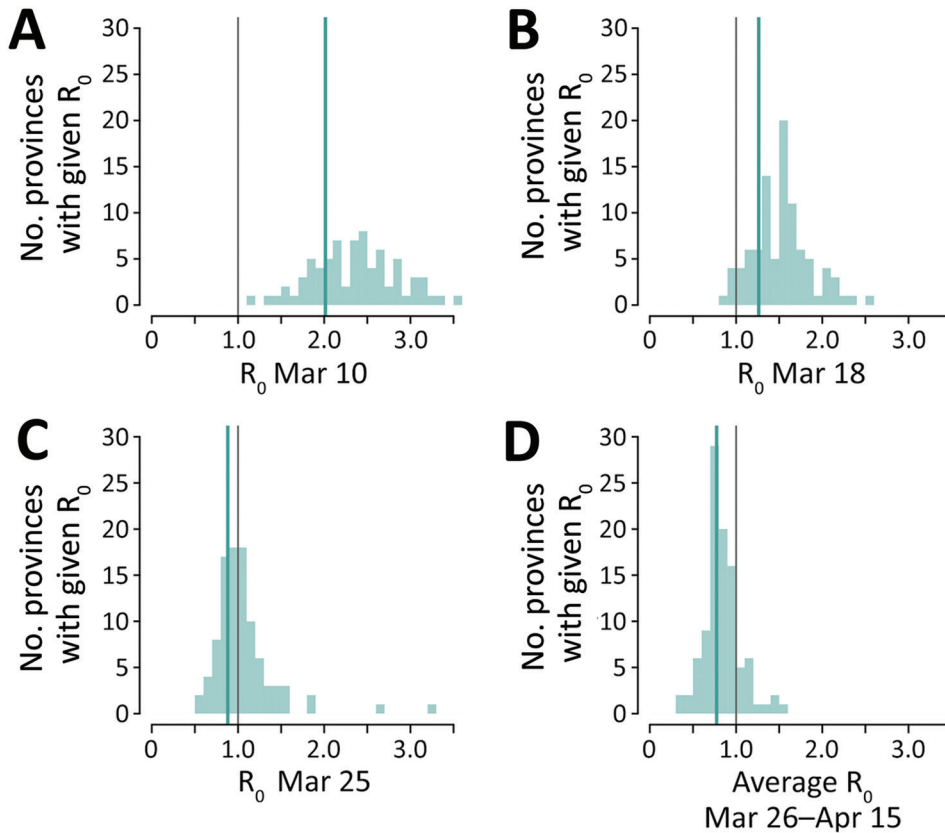 A
No. provinces
with given R0
30
25
20
15
10
5
0
0 1.0 2.0 3.0
R0 Mar 10
B
No. provinces
with given R0
30
25
20
15
10
5
0
0 1.0 2.0 3.0
R0 Mar 18
C
No. provinces
with given R0
30
25
20
15
10
5
0
0 1.0 2.0 3.0
R0 Mar 25
D
No. provinces
with given R0
30
25
20
15
10
5
0
0 1.0 2.0 3.0
Average R0
Mar 26–Apr 15